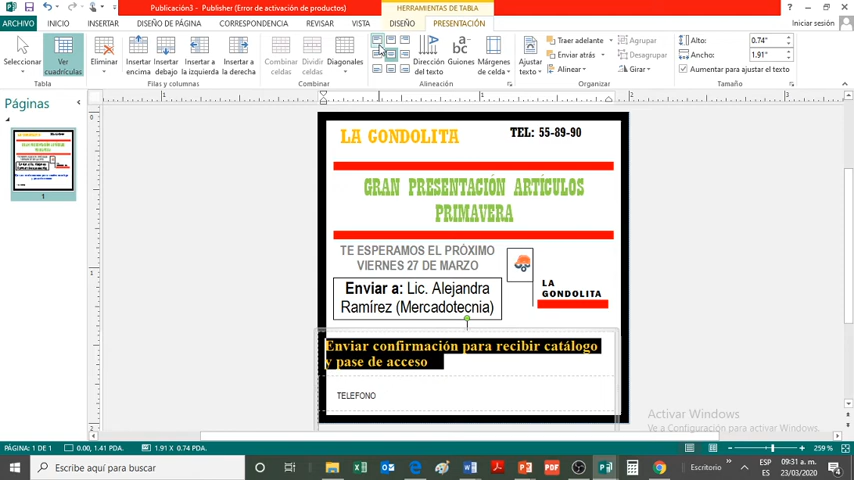 Publicación3 - Publisher (Error de activación de productos)
HERRAMIENTAS DE TABLA
ARCHIVO INICIO INSERTAR DISEÑO DE PÁGINA CORRESPONDENCIA REVISAR VISTA DISEÑO PRESENTACIÓN
Iniciar sesión
Seleccionar
Ver cuadrículas
Eliminar
Insertar encima
Insertar debajo
Insertar a la izquierda
Insertar a la derecha
Combinar celdas
Dividir celdas
Diagonales
Dirección del texto
Guiones
Márgenes de celda
Ajustar texto
Traer adelante
Enviar atrás
Alinear
Agrupar
Desagrupar
Girar
Alto: 0.74"
Ancho: 1.91"
Aumentar para ajustar el texto
Tabla
Filas y columnas
Combinar
Alineación
Organizar
Tamaño
Páginas
1
LA GONDOLITA
TEL: 55-89-90
GRAN PRESENTACIÓN ARTÍCULOS
PRIMAVERA
TE ESPERAMOS EL PRÓXIMO
VIERNES 27 DE MARZO
LA
GONDOLITA
Enviar a: Lic. Alejandra
Ramírez (Mercadotecnia)
Enviar confirmación para recibir catálogo
y pase de acceso
TELEFONO
Activar Windows
Ve a Configuración para activar Windows.
PÁGINA: 1 DE 1
0.00, 1.41 PDA.
1.91 x 0.74 PDA.
259 %
Escribe aquí para buscar
Escritorio
ESP
ES
09:31 a. m.
23/03/2020
4